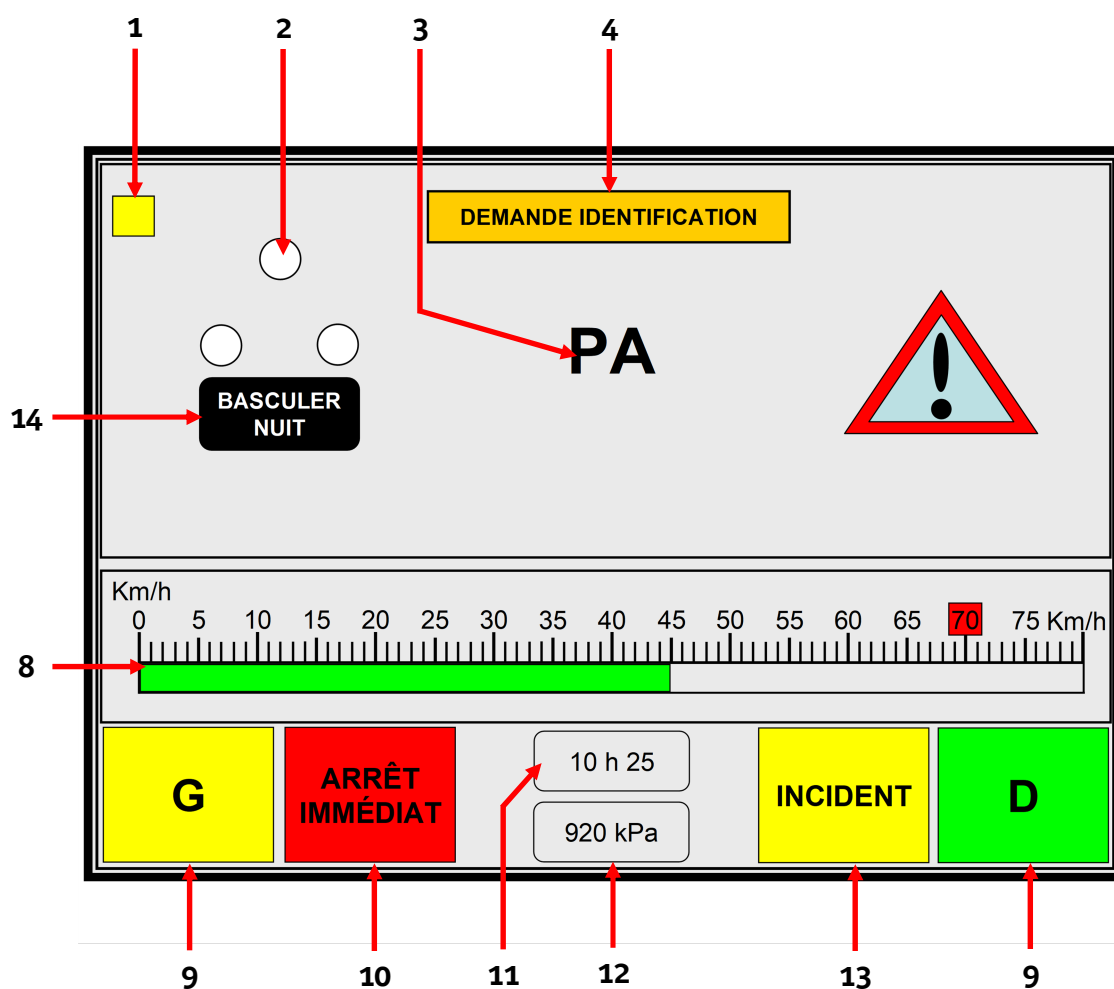 1 2 3 4
DEMANDE IDENTIFICATION
PA
BASCULER
NUIT
14
Km/h
0 5 10 15 20 25 30 35 40 45 50 55 60 65 70 75 Km/h
8
G
ARRÊT
IMMÉDIAT
10 h 25
920 kPa
INCIDENT
D
9 10 11 12 13 9